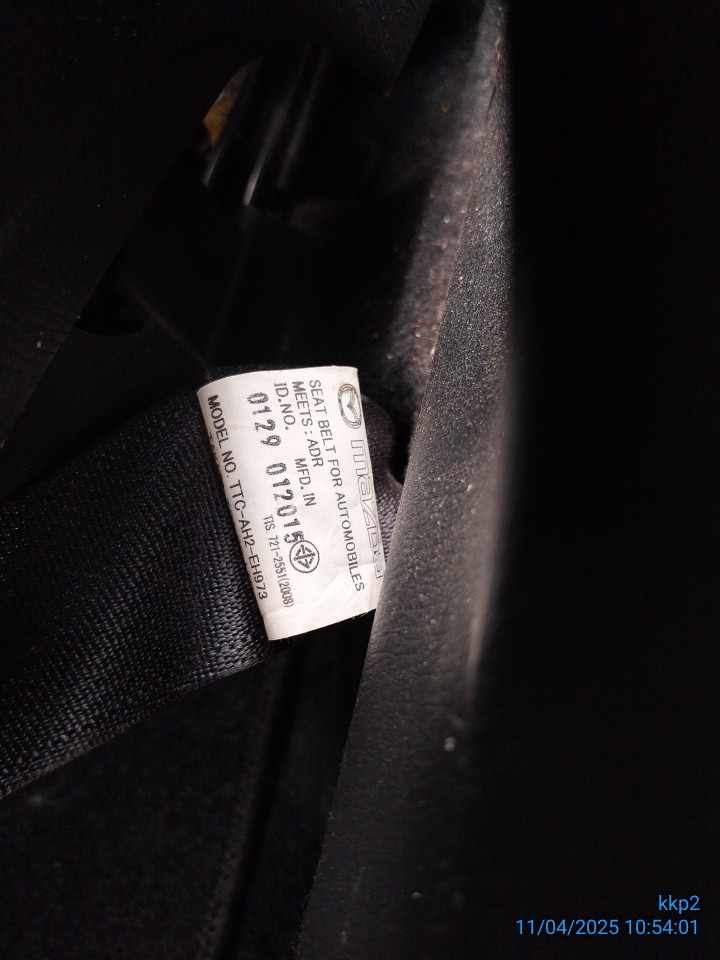 mazda
SEAT BELT FOR AUTOMOBILES
MEETS : ADR MFD. IN
ID.NO.
0129 012015
TIS. 721-2551(2008)
MODEL NO. TTC-AH2-EH973
kkp2
11/04/2025 10:54:01